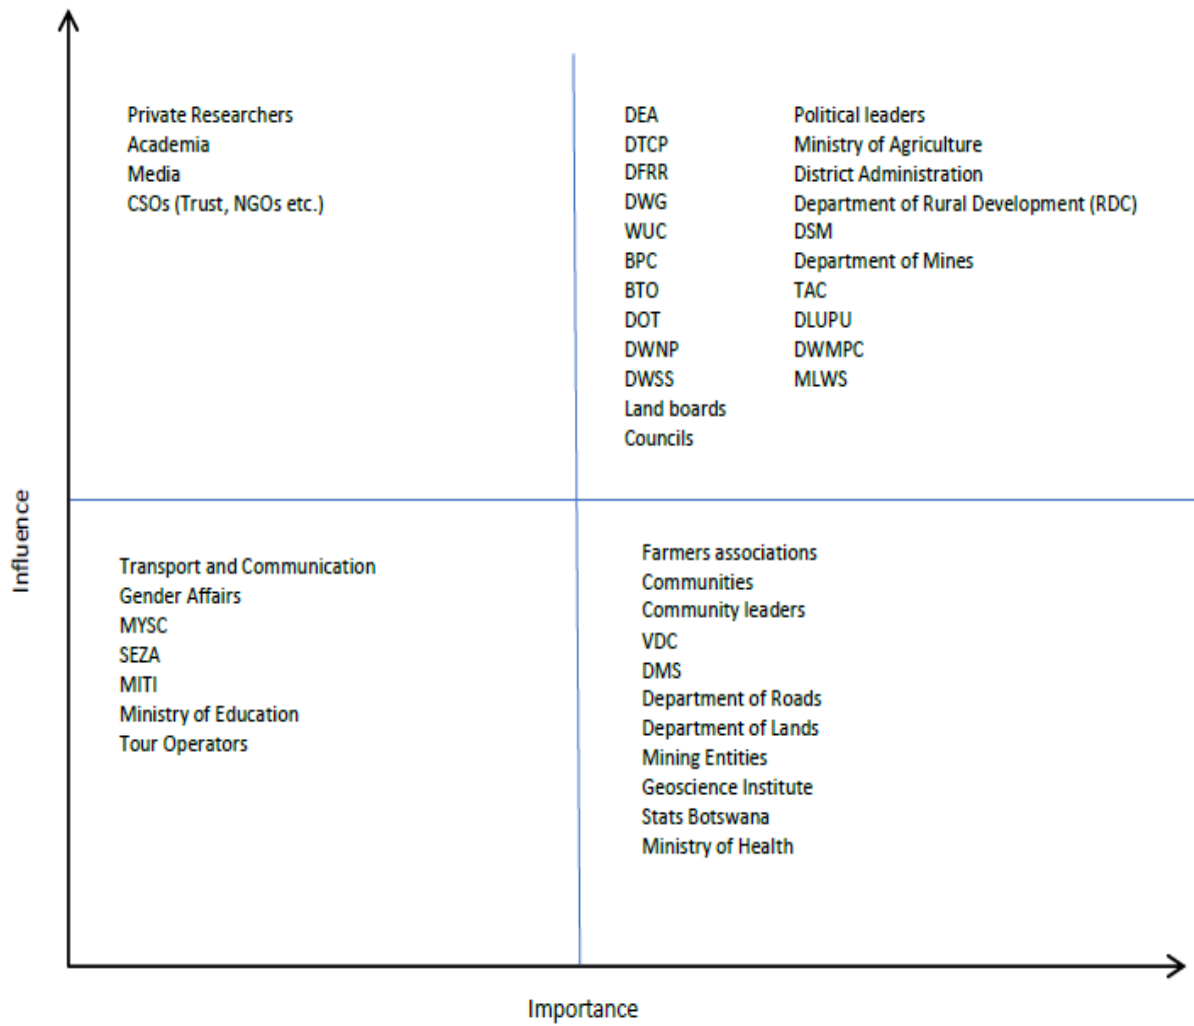 Private Researchers
Academia
Media
CSOs (Trust, NGOs etc.)
DEA
DTCP
DFRR
DWG
WUC
BPC
BTO
DOT
DWNP
DWSS
Land boards
Councils
Political leaders
Ministry of Agriculture
District Administration
Department of Rural Development (RDC)
DSM
Department of Mines
TAC
DLUPU
DWMPC
MLWS
Influence
Transport and Communication
Gender Affairs
MYSC
SEZA
MITI
Ministry of Education
Tour Operators
Farmers associations
Communities
Community leaders
VDC
DMS
Department of Roads
Department of Lands
Mining Entities
Geoscience Institute
Stats Botswana
Ministry of Health
Importance